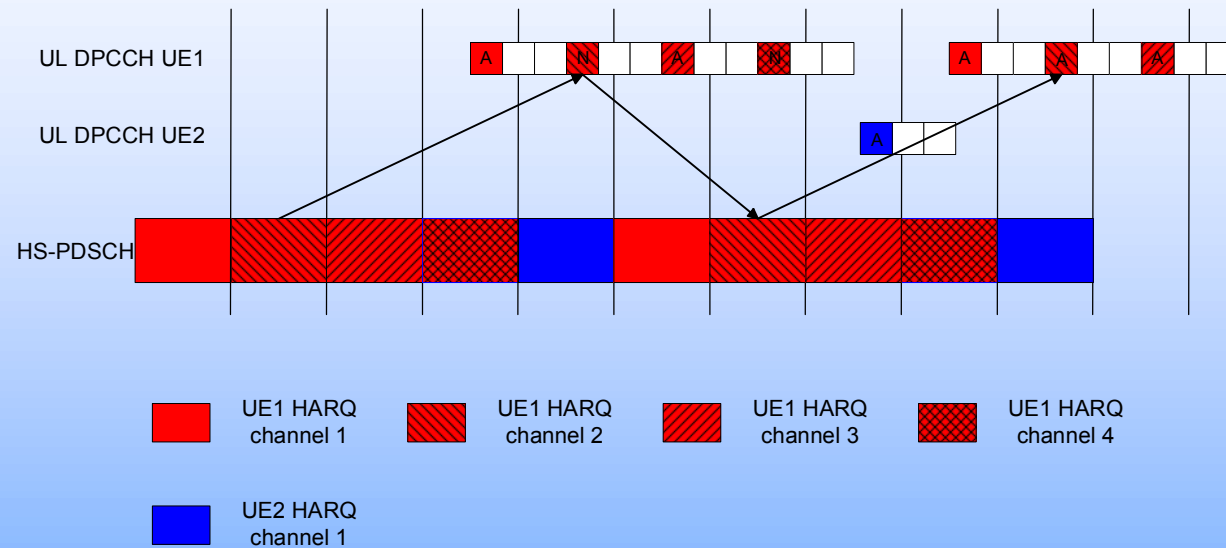 UL DPCCH UE1
A N A N A A A
UL DPCCH UE2
A
HS-PDSCH
UE1 HARQ channel 1
UE1 HARQ channel 2
UE1 HARQ channel 3
UE1 HARQ channel 4
UE2 HARQ channel 1